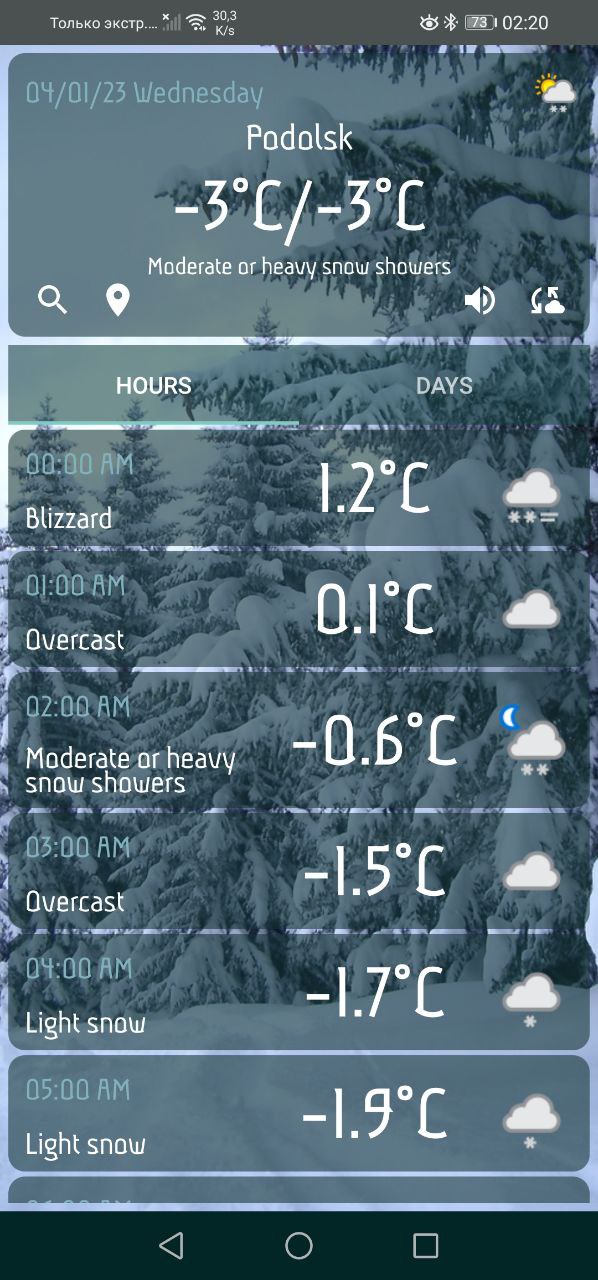 Только экстр....
30,3
K/s
73
02:20
04/01/23 Wednesday
Podolsk
-3°C/-3°C
Moderate or heavy snow showers
HOURS
DAYS
00:00 AM
1.2°C
Blizzard
01:00 AM
0.1°C
Overcast
02:00 AM
-0.6°C
Moderate or heavy
snow showers
03:00 AM
-1.5°C
Overcast
04:00 AM
-1.7°C
Light snow
05:00 AM
-1.9°C
Light snow